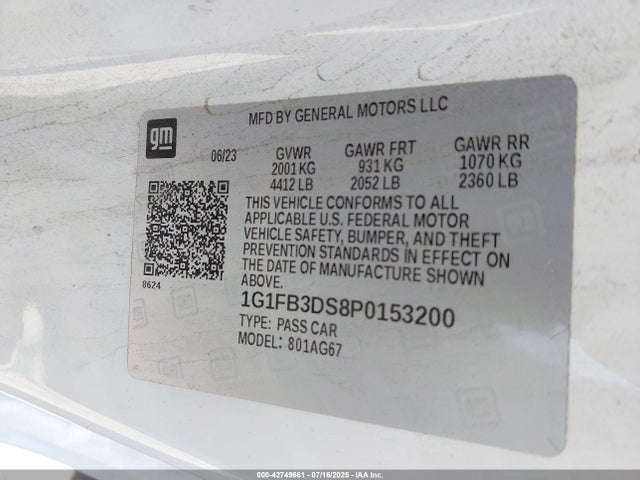 MFD BY GENERAL MOTORS LLC
gm
06/23 GVWR GAWR FRT GAWR RR
2001 KG 931 KG 1070 KG
4412 LB 2052 LB 2360 LB
THIS VEHICLE CONFORMS TO ALL
APPLICABLE U.S. FEDERAL MOTOR
VEHICLE SAFETY, BUMPER, AND THEFT
PREVENTION STANDARDS IN EFFECT ON
THE DATE OF MANUFACTURE SHOWN
ABOVE.
8624
1G1FB3DS8P0153200
TYPE: PASS CAR
MODEL: 801AG67
000-42749661 - 07/16/2025 - IAA Inc.